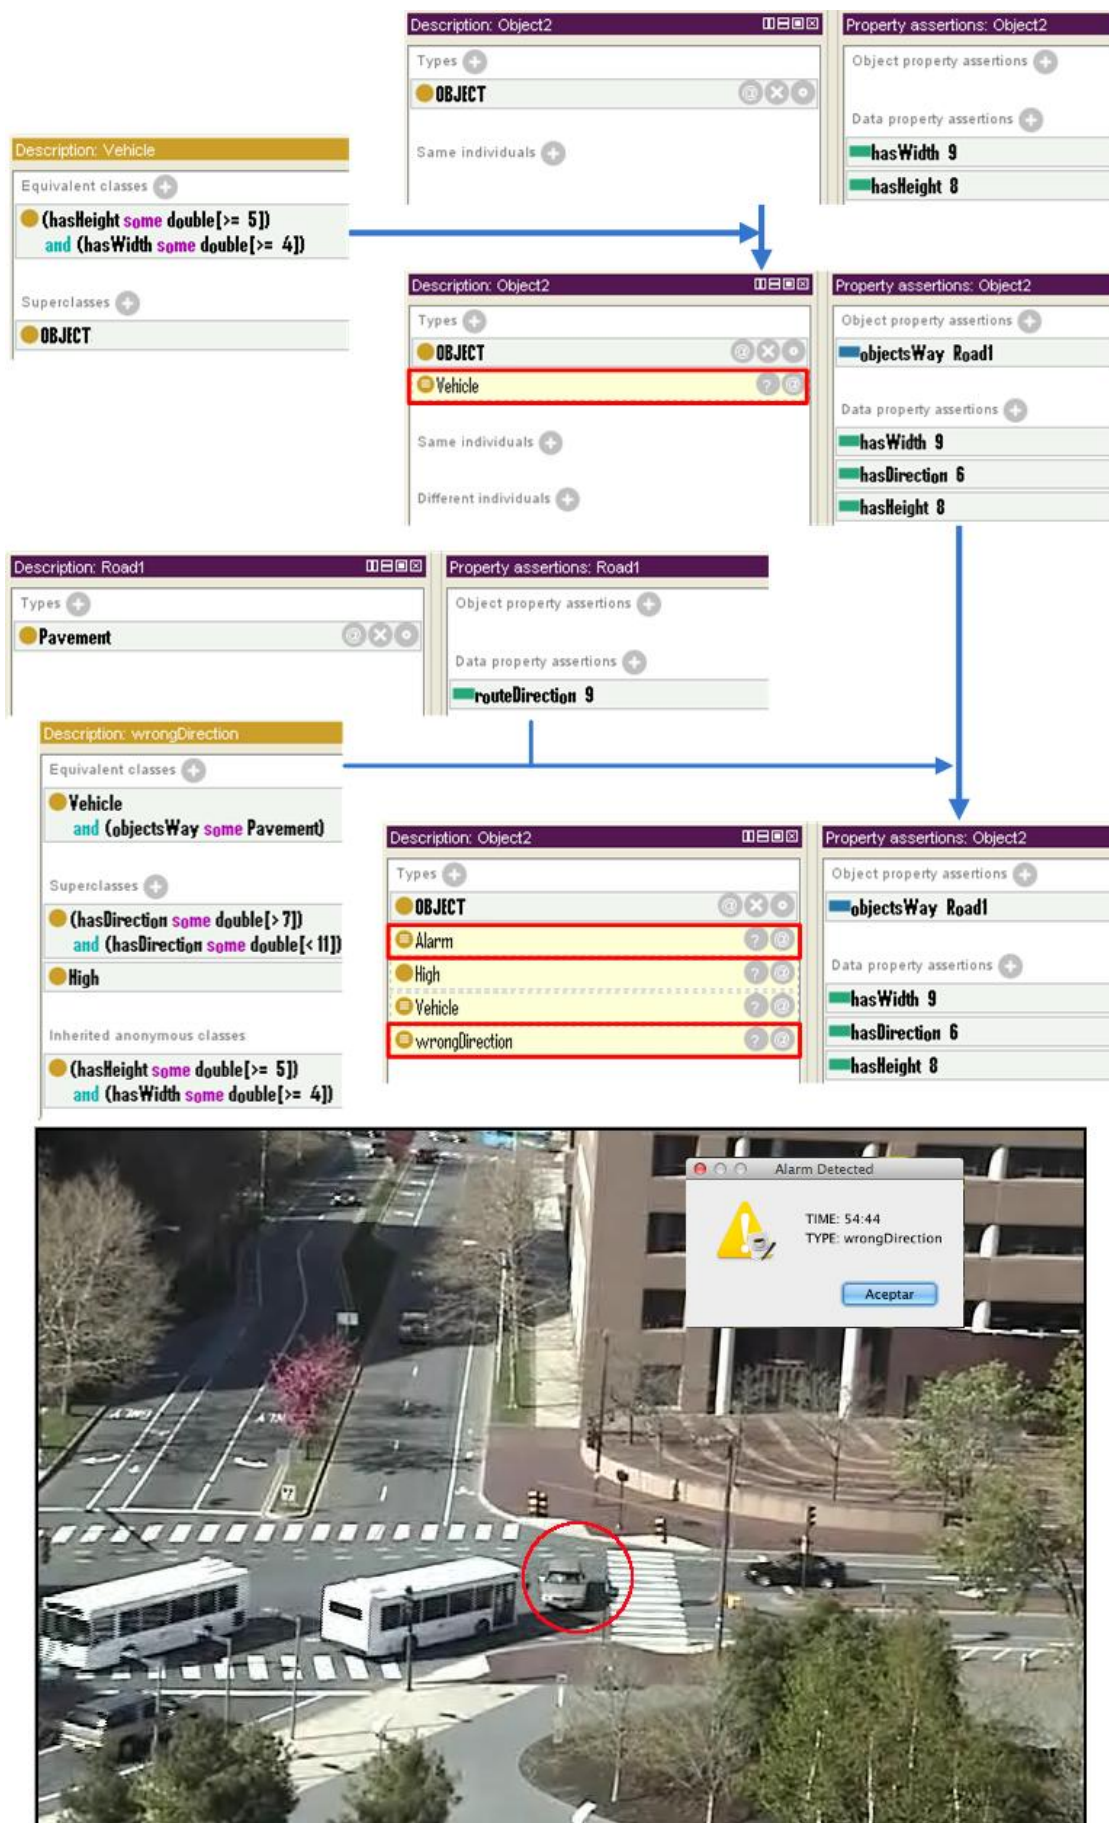 Description: Object2
Types
OBJECT
Same individuals
Property assertions: Object2
Object property assertions
Data property assertions
hasWidth 9
hasHeight 8
Description: Vehicle
Equivalent classes
(hasHeight some double[>= 5])
and (hasWidth some double[>= 4])
Superclasses
OBJECT
Description: Object2
Types
OBJECT
Vehicle
Same individuals
Different individuals
Property assertions: Object2
Object property assertions
objectsWay Road1
Data property assertions
hasWidth 9
hasDirection 6
hasHeight 8
Description: Road1
Types
Pavement
Property assertions: Road1
Object property assertions
Data property assertions
routeDirection 9
Description: wrongDirection
Equivalent classes
Vehicle
and (objectsWay some Pavement)
Superclasses
(hasDirection some double[> 7])
and (hasDirection some double[< 11])
High
Inherited anonymous classes
(hasHeight some double[>= 5])
and (hasWidth some double[>= 4])
Description: Object2
Types
OBJECT
Alarm
High
Vehicle
wrongDirection
Property assertions: Object2
Object property assertions
objectsWay Road1
Data property assertions
hasWidth 9
hasDirection 6
hasHeight 8
Alarm Detected
TIME: 54:44
TYPE: wrongDirection
Aceptar